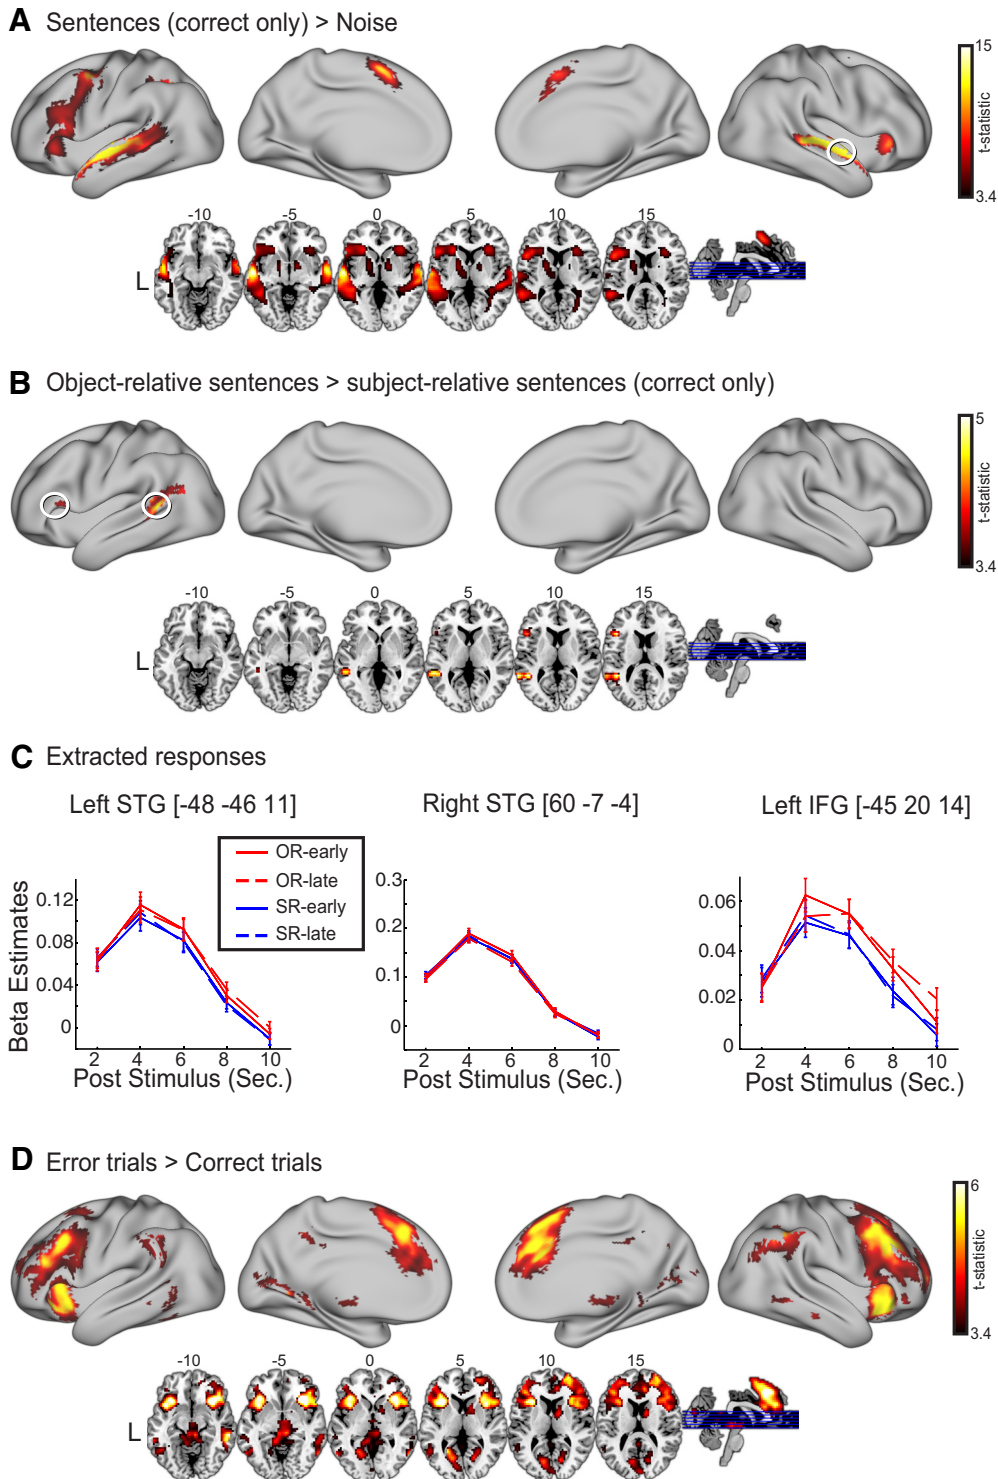 A Sentences (correct only) > Noise
15
t-statistic
3.4
-10 -5 0 5 10 15
L
B Object-relative sentences > subject-relative sentences (correct only)
5
t-statistic
3.4
-10 -5 0 5 10 15
L
C Extracted responses
Left STG [-48 -46 11]
Right STG [60 -7 -4]
Left IFG [-45 20 14]
OR-early
OR-late
SR-early
SR-late
Beta Estimates
0.12
0.08
0.04
0
2 4 6 8 10
Post Stimulus (Sec.)
0.3
0.2
0.1
0
2 4 6 8 10
Post Stimulus (Sec.)
0.06
0.04
0.02
0
2 4 6 8 10
Post Stimulus (Sec.)
D Error trials > Correct trials
6
t-statistic
3.4
-10 -5 0 5 10 15
L